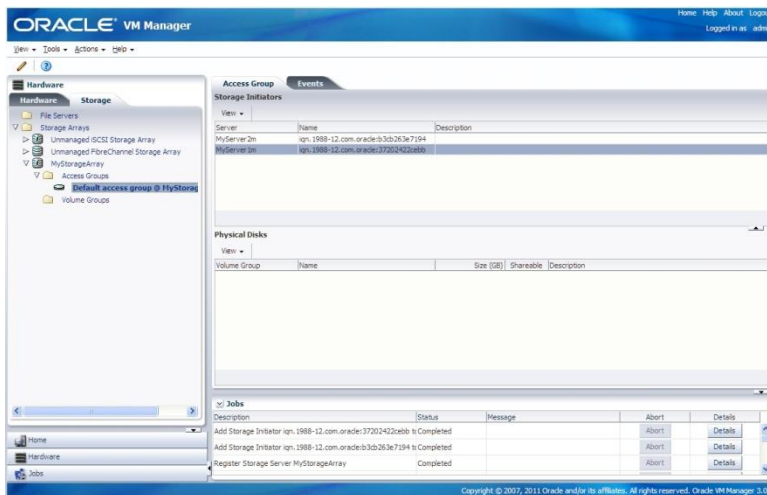 Home Help About Logou
ORACLE VM Manager
Logged in as admi
View Tools Actions Help
Hardware
Hardware Storage
File Servers
Storage Arrays
Unmanaged iSCSI Storage Array
Unmanaged FibreChannel Storage Array
MyStorageArray
Access Groups
Default access group @ MyStorag
Volume Groups
Home
Hardware
Jobs
Access Group Events
Storage Initiators
View
Server Name Description
MyServer2m iqn.1988-12.com.oracle:b3cb263e7194
MyServer1m iqn.1988-12.com.oracle:37202422cebb
Physical Disks
View
Volume Group Name Size (GB) Shareable Description
Jobs
Description Status Message Abort Details
Add Storage Initiator iqn.1988-12.com.oracle:37202422cebb to Completed Abort Details
Add Storage Initiator iqn.1988-12.com.oracle:b3cb263e7194 to Completed Abort Details
Register Storage Server MyStorageArray Completed Abort Details
Copyright © 2007, 2011 Oracle and/or its affiliates. All rights reserved. Oracle VM Manager 3.0